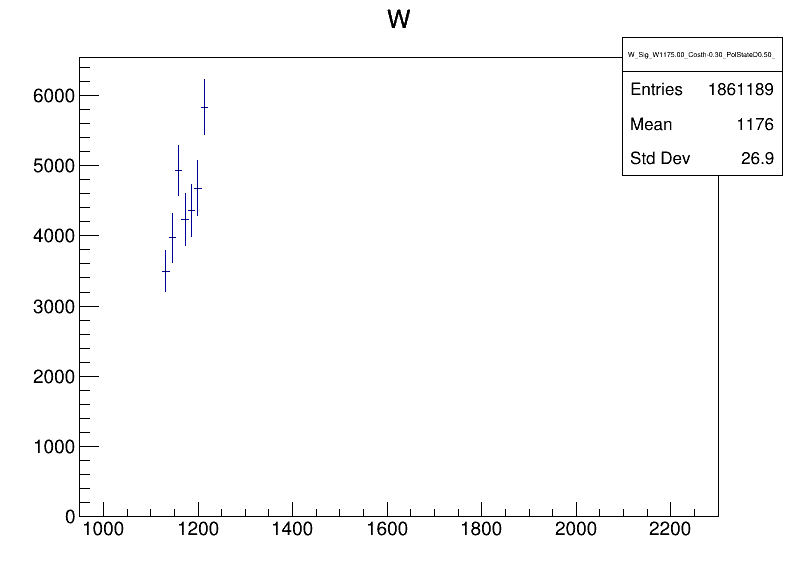 W
W_Sig_W1175.00_Costh-0.30_PolStateD0.50_
Entries 1861189
Mean 1176
Std Dev 26.9
6000
5000
4000
3000
2000
1000
0
1000 1200 1400 1600 1800 2000 2200